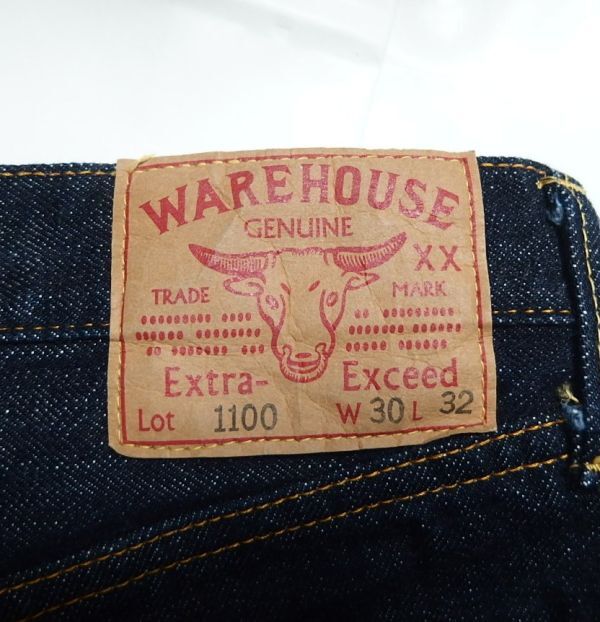 WAREHOUSE
GENUINE
XX
TRADE MARK
Extra- Exceed
Lot 1100 W 30 L 32